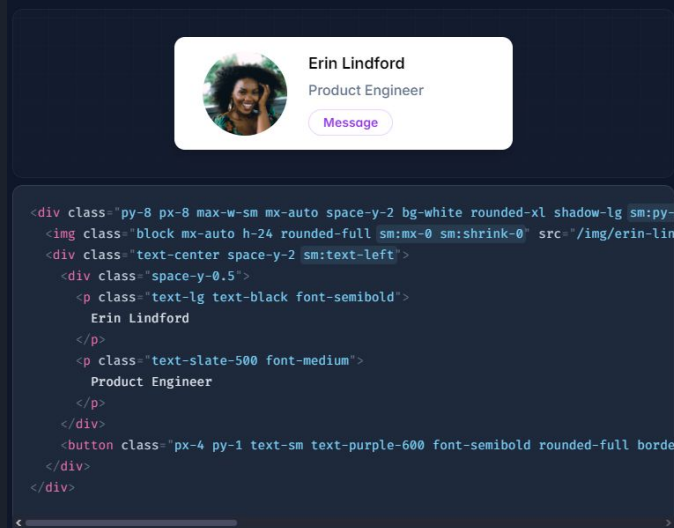 Erin Lindford
Product Engineer
Message
<div class="py-8 px-8 max-w-sm mx-auto space-y-2 bg-white rounded-xl shadow-lg sm:py-
<img class="block mx-auto h-24 rounded-full sm:mx-0 sm:shrink-0" src="/img/erin-lin
<div class="text-center space-y-2 sm:text-left">
<div class="space-y-0.5">
<p class="text-lg text-black font-semibold">
Erin Lindford
</p>
<p class="text-slate-500 font-medium">
Product Engineer
</p>
</div>
<button class="px-4 py-1 text-sm text-purple-600 font-semibold rounded-full borde
</div>
</div>